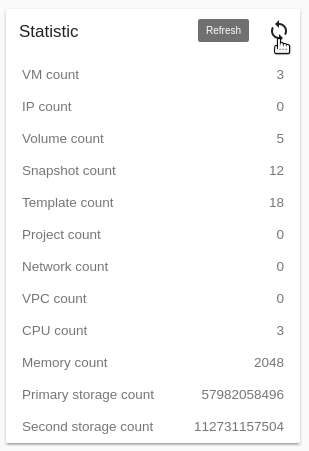 Statistic Refresh
VM count 3
IP count 0
Volume count 5
Snapshot count 12
Template count 18
Project count 0
Network count 0
VPC count 0
CPU count 3
Memory count 2048
Primary storage count 57982058496
Second storage count 112731157504